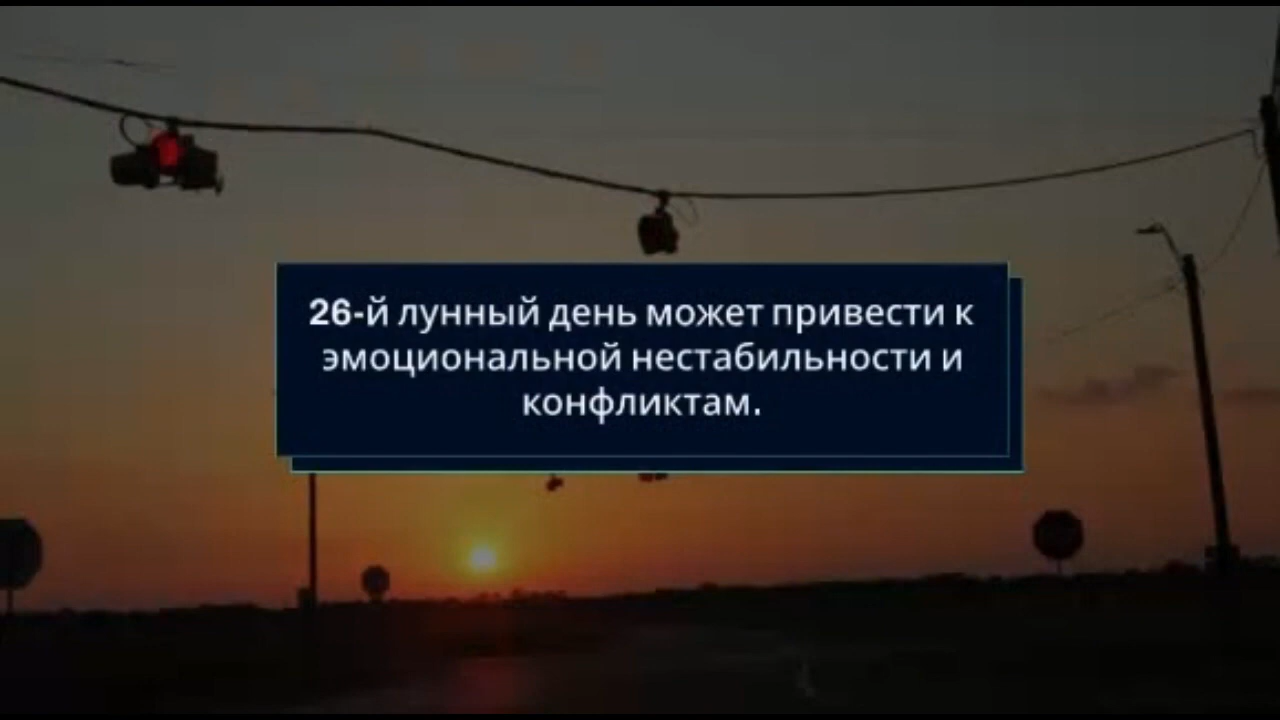 26-й лунный день может привести к
эмоциональной нестабильности и
конфликтам.